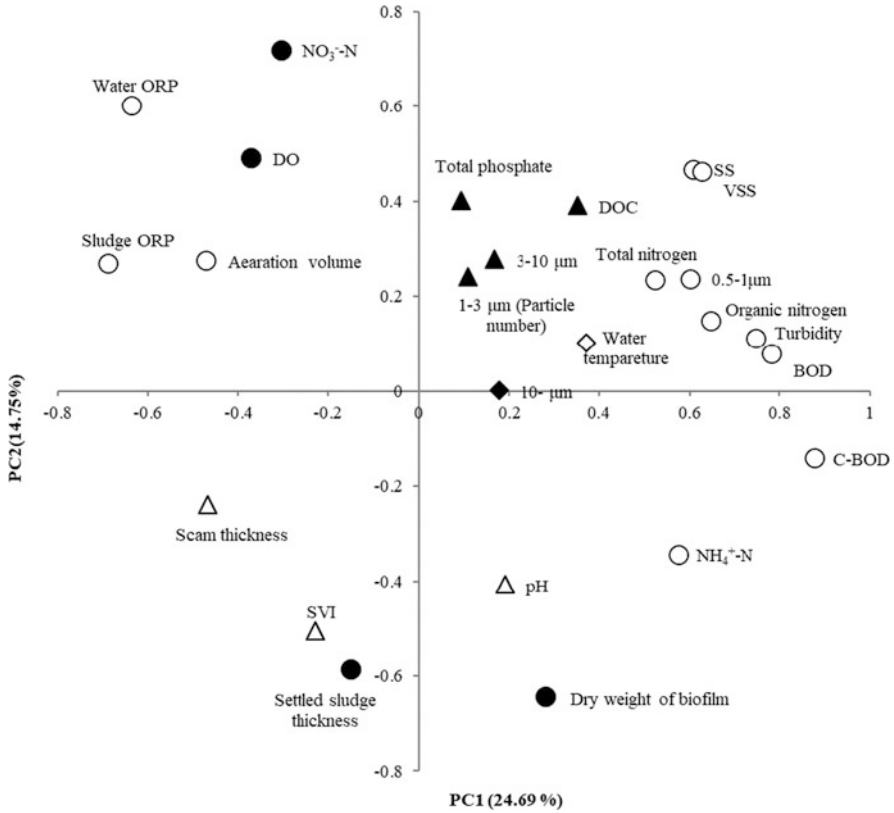 0.8
NO₃⁻-N
Water ORP
0.6
DO
SS
VSS
Total phosphate
0.4
DOC
Sludge ORP
Aearation volume
3-10 µm
Total nitrogen
0.5-1µm
0.2
1-3 µm (Particle
number)
Organic nitrogen
Turbidity
Water
tempareture
BOD
0
10- µm
-0.8
-0.6
-0.4
-0.2
0
0.2
0.4
0.6
0.8
1
PC2(14.75%)
C-BOD
-0.2
Scam thickness
NH₄⁺-N
-0.4
pH
SVI
-0.6
Settled sludge
thickness
Dry weight of biofilm
-0.8
PC1 (24.69 %)